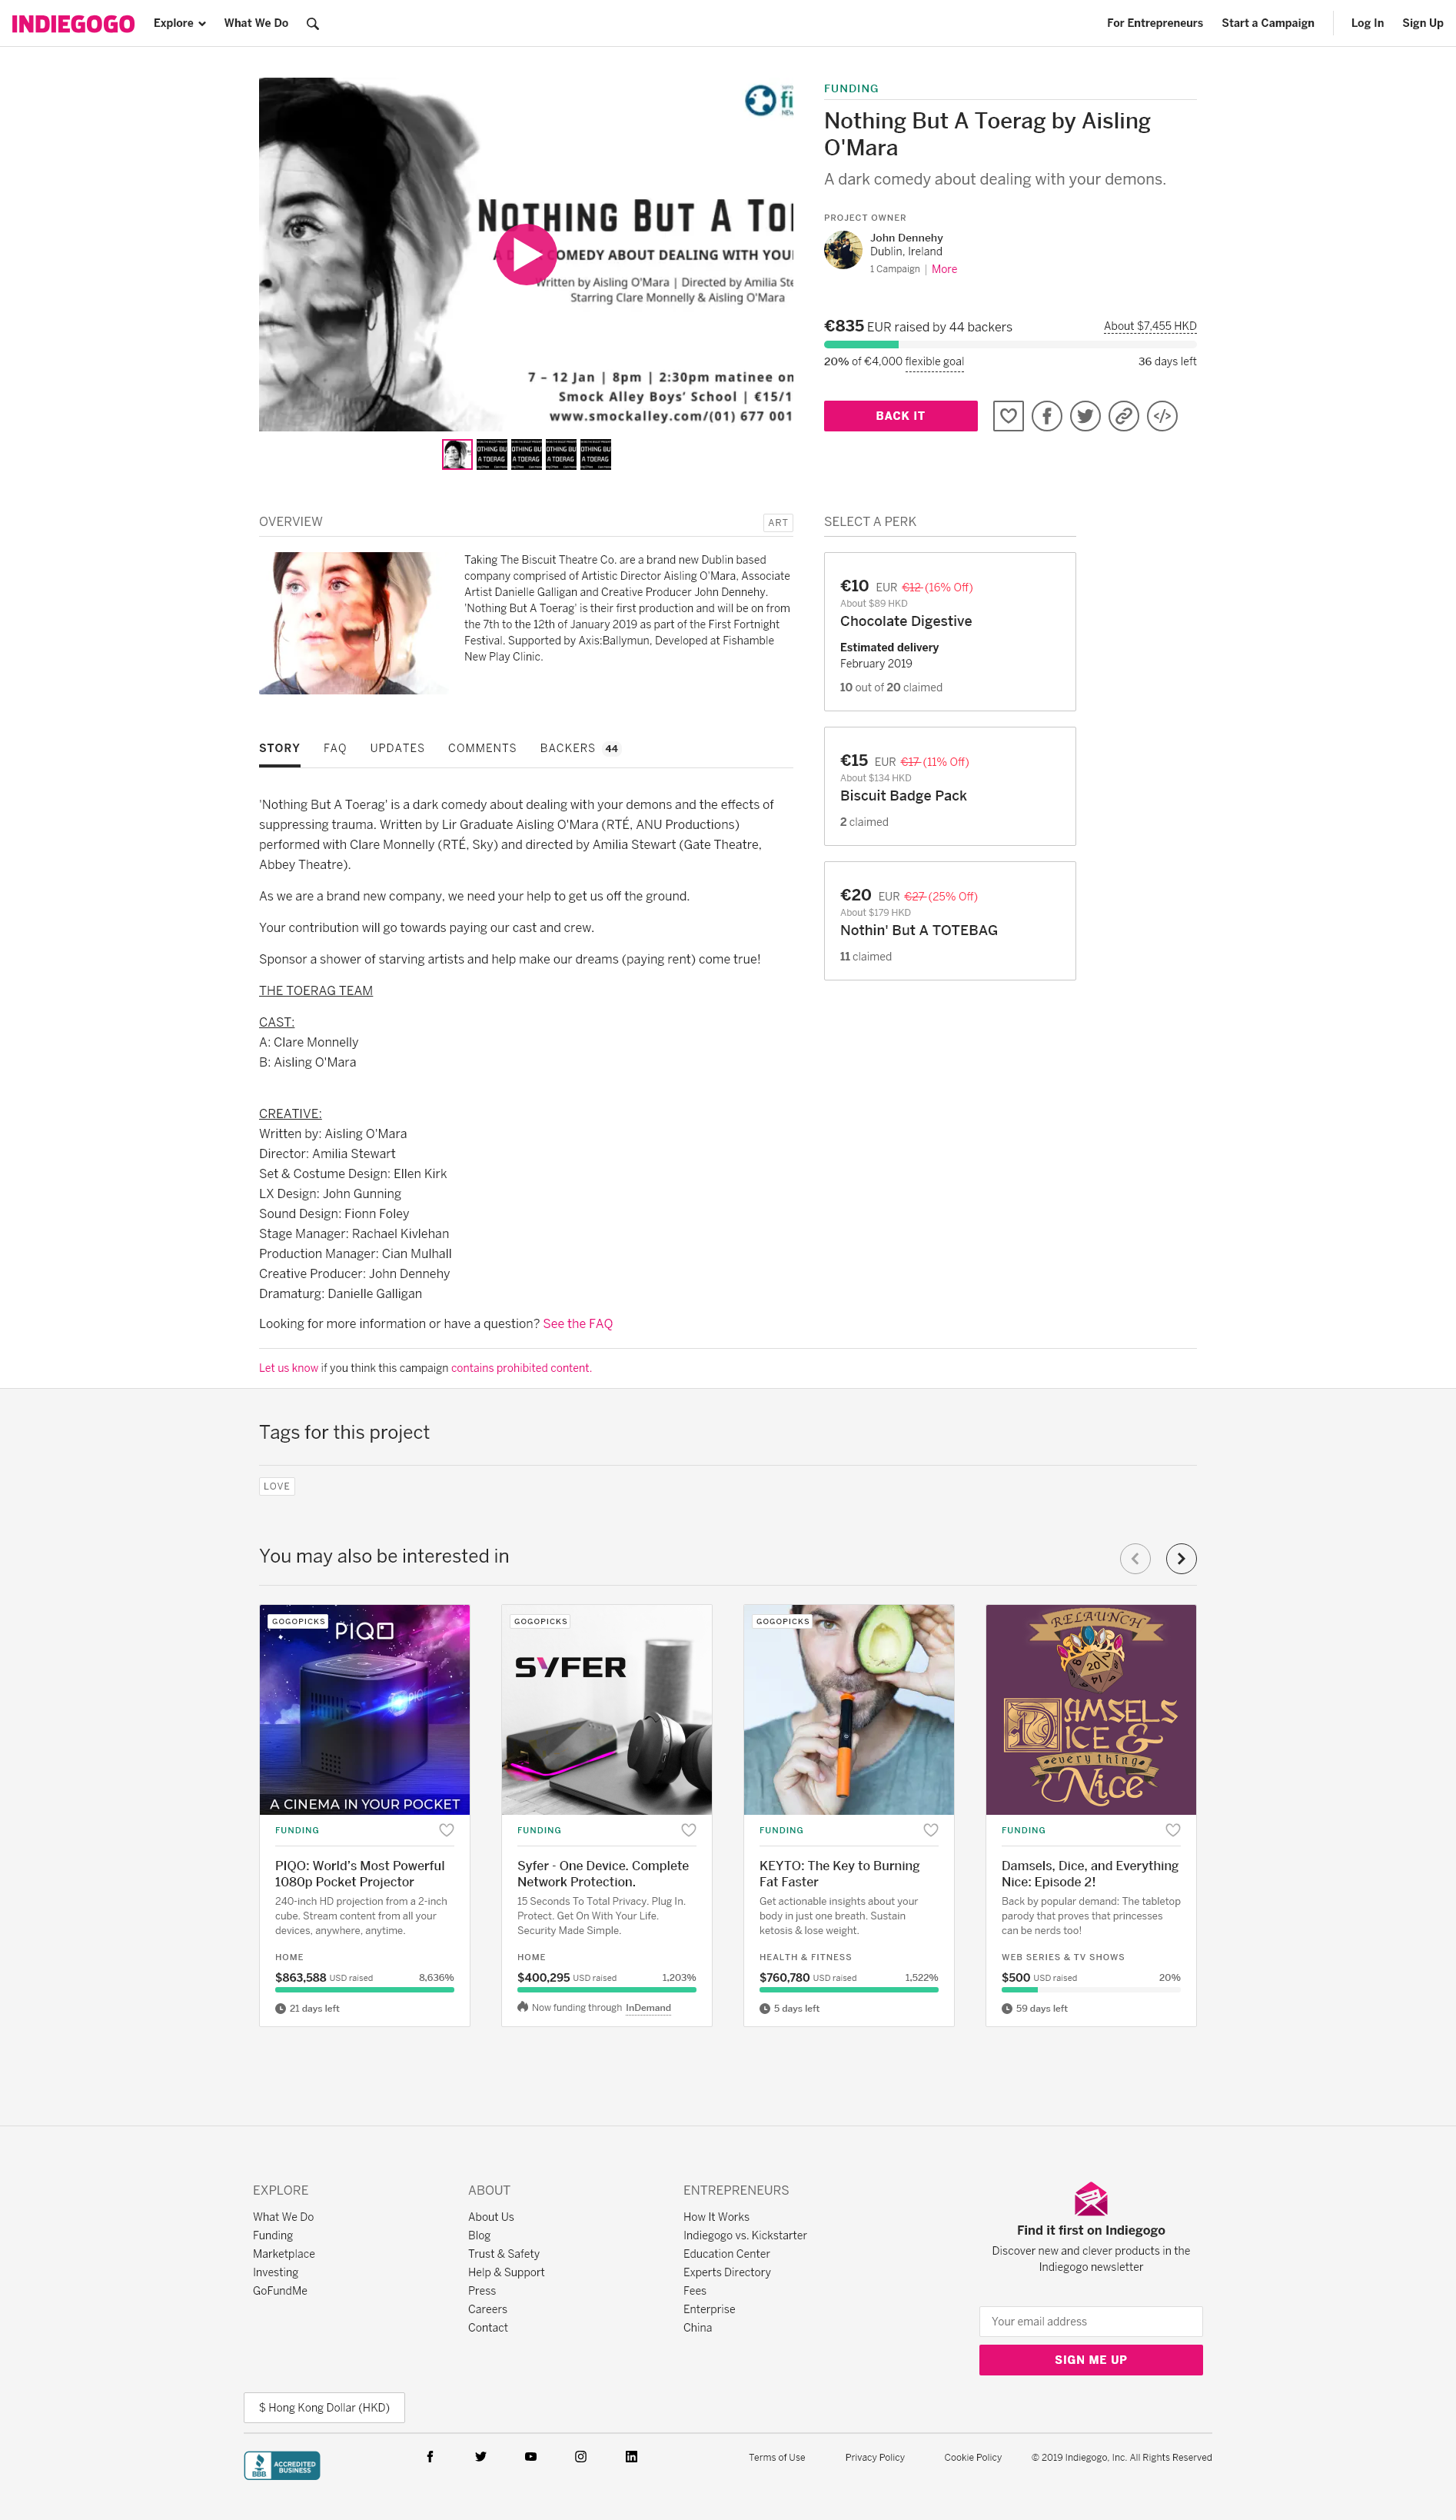 INDIEGOGO
Explore
What We Do
For Entrepreneurs
Start a Campaign
Log In
Sign Up
fi
NOTHING BUT A TO
A D COMEDY ABOUT DEALING WITH YOU
Written by Aisling O'Mara | Directed by Amilia Ste
Starring Clare Monnelly & Aisling O'Mara
7 – 12 Jan | 8pm | 2:30pm matinee on
Smock Alley Boys' School | €15/1
www.smockalley.com/(01) 677 001
FUNDING
Nothing But A Toerag by Aisling
O'Mara
A dark comedy about dealing with your demons.
PROJECT OWNER
John Dennehy
Dublin, Ireland
1 Campaign | More
€835 EUR raised by 44 backers
About $7,455 HKD
20% of €4,000 flexible goal
36 days left
BACK IT
OVERVIEW
ART
Taking The Biscuit Theatre Co. are a brand new Dublin based
company comprised of Artistic Director Aisling O'Mara, Associate
Artist Danielle Galligan and Creative Producer John Dennehy.
'Nothing But A Toerag' is their first production and will be on from
the 7th to the 12th of January 2019 as part of the First Fortnight
Festival. Supported by Axis:Ballymun, Developed at Fishamble
New Play Clinic.
SELECT A PERK
€10 EUR €12 (16% Off)
About $89 HKD
Chocolate Digestive
Estimated delivery
February 2019
10 out of 20 claimed
€15 EUR €17 (11% Off)
About $134 HKD
Biscuit Badge Pack
2 claimed
€20 EUR €27 (25% Off)
About $179 HKD
Nothin' But A TOTEBAG
11 claimed
STORY
FAQ
UPDATES
COMMENTS
BACKERS 44
'Nothing But A Toerag' is a dark comedy about dealing with your demons and the effects of
suppressing trauma. Written by Lir Graduate Aisling O'Mara (RTÉ, ANU Productions)
performed with Clare Monnelly (RTÉ, Sky) and directed by Amilia Stewart (Gate Theatre,
Abbey Theatre).
As we are a brand new company, we need your help to get us off the ground.
Your contribution will go towards paying our cast and crew.
Sponsor a shower of starving artists and help make our dreams (paying rent) come true!
THE TOERAG TEAM
CAST:
A: Clare Monnelly
B: Aisling O'Mara
CREATIVE:
Written by: Aisling O'Mara
Director: Amilia Stewart
Set & Costume Design: Ellen Kirk
LX Design: John Gunning
Sound Design: Fionn Foley
Stage Manager: Rachael Kivlehan
Production Manager: Cian Mulhall
Creative Producer: John Dennehy
Dramaturg: Danielle Galligan
Looking for more information or have a question? See the FAQ
Let us know if you think this campaign contains prohibited content.
Tags for this project
LOVE
You may also be interested in
GOGOPICKS
PIQO
A CINEMA IN YOUR POCKET
FUNDING
PIQO: World's Most Powerful
1080p Pocket Projector
240-inch HD projection from a 2-inch
cube. Stream content from all your
devices, anywhere, anytime.
HOME
$863,588 USD raised 8,636%
21 days left
GOGOPICKS
SYFER
FUNDING
Syfer - One Device. Complete
Network Protection.
15 Seconds To Total Privacy. Plug In.
Protect. Get On With Your Life.
Security Made Simple.
HOME
$400,295 USD raised 1,203%
Now funding through InDemand
GOGOPICKS
FUNDING
KEYTO: The Key to Burning
Fat Faster
Get actionable insights about your
body in just one breath. Sustain
ketosis & lose weight.
HEALTH & FITNESS
$760,780 USD raised 1,522%
5 days left
RELAUNCH
20
DAMSELS
DICE &
everything
Nice
FUNDING
Damsels, Dice, and Everything
Nice: Episode 2!
Back by popular demand: The tabletop
parody that proves that princesses
can be nerds too!
WEB SERIES & TV SHOWS
$500 USD raised 20%
59 days left
EXPLORE
What We Do
Funding
Marketplace
Investing
GoFundMe
ABOUT
About Us
Blog
Trust & Safety
Help & Support
Press
Careers
Contact
ENTREPRENEURS
How It Works
Indiegogo vs. Kickstarter
Education Center
Experts Directory
Fees
Enterprise
China
Find it first on Indiegogo
Discover new and clever products in the
Indiegogo newsletter
Your email address
SIGN ME UP
$ Hong Kong Dollar (HKD)
BBB
ACCREDITED
BUSINESS
Terms of Use
Privacy Policy
Cookie Policy
© 2019 Indiegogo, Inc. All Rights Reserved